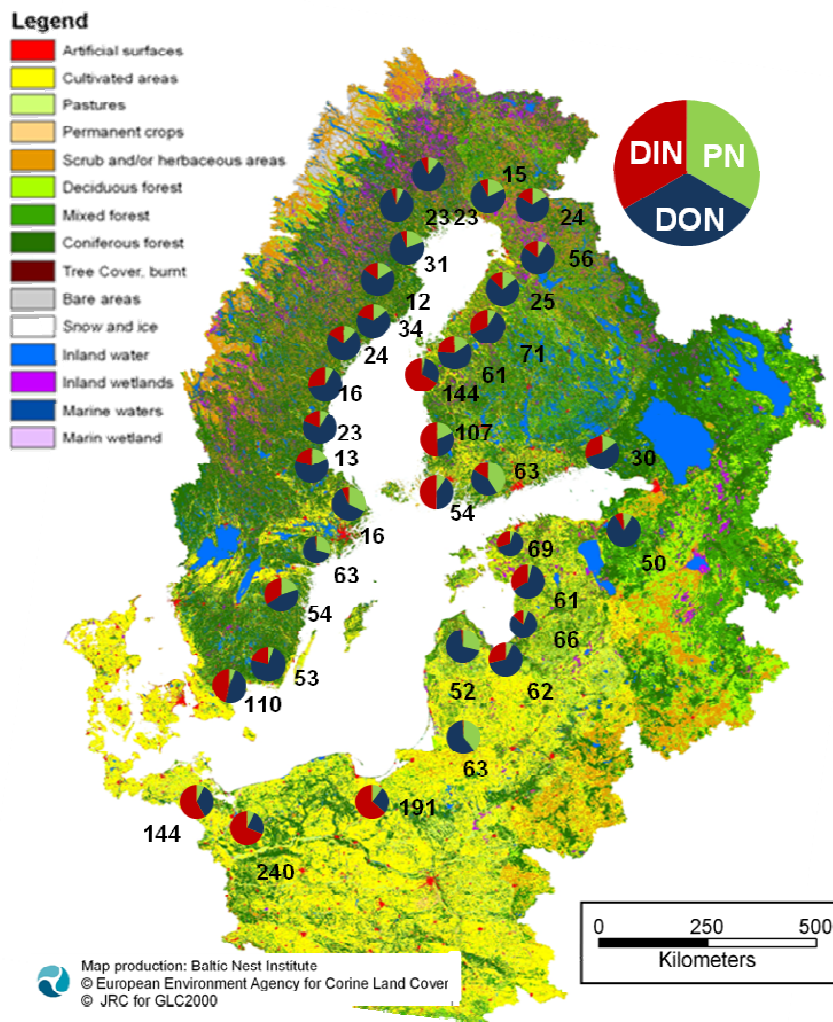 Legend
Artificial surfaces
Cultivated areas
Pastures
Permanent crops
Scrub and/or herbaceous areas
Deciduous forest
Mixed forest
Coniferous forest
Tree Cover, burnt
Bare areas
Snow and ice
Inland water
Inland wetlands
Marine waters
Marin wetland
DIN PN
DON
15
23 23 24
31 56
12 25
34
24 71
61
16 144
23 107
13 63 30
54
16
69 50
63
61
54
66
53 52 62
110
63
191
144
240
0 250 500
Kilometers
Map production: Baltic Nest Institute
© European Environment Agency for Corine Land Cover
© JRC for GLC2000